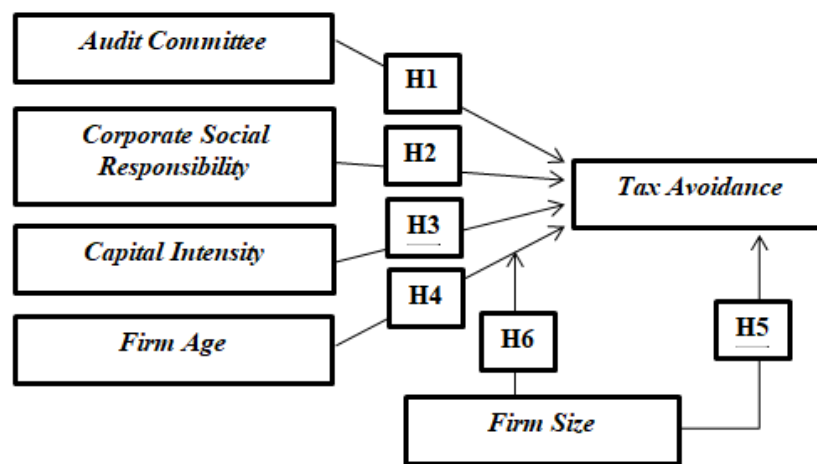 Audit Committee
H1
Corporate Social
Responsibility
H2
Tax Avoidance
H3
Capital Intensity
H4
Firm Age
H6
H5
Firm Size